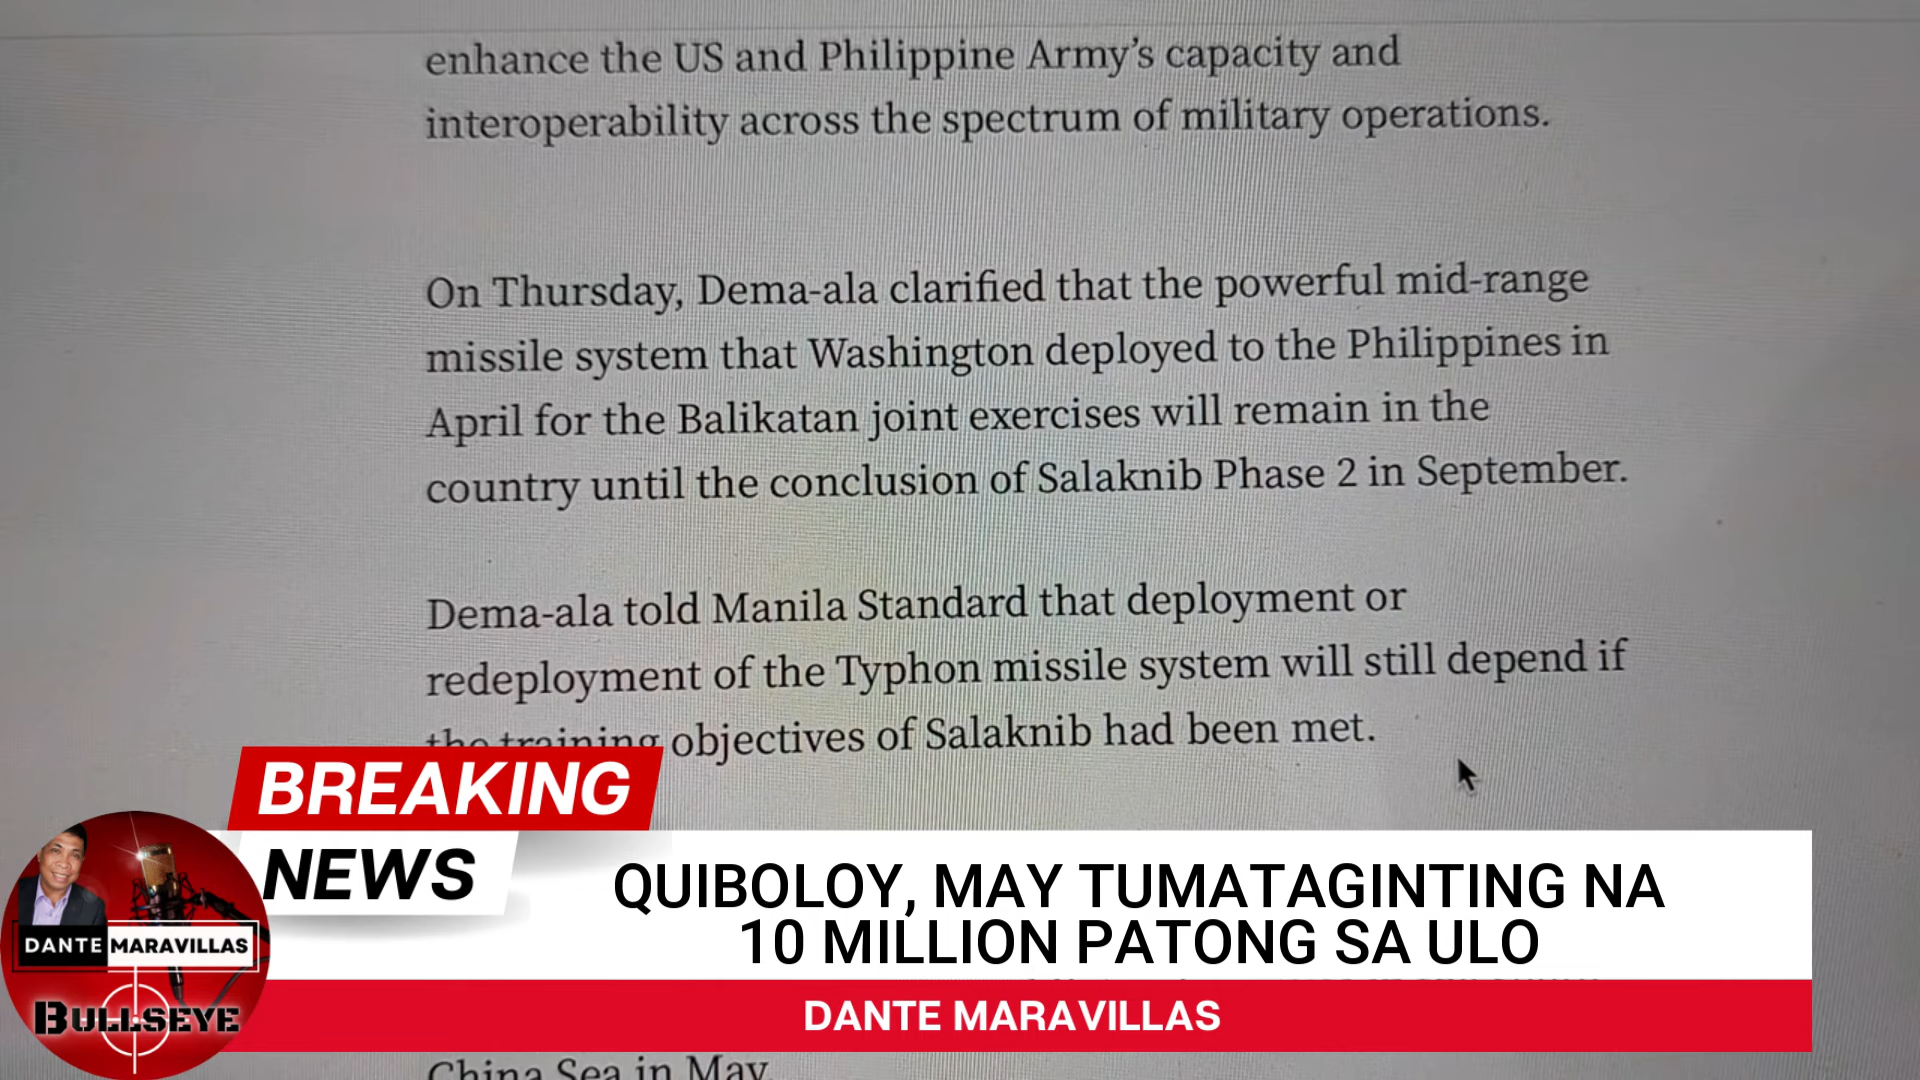 enhance the US and Philippine Army's capacity and
interoperability across the spectrum of military operations.
On Thursday, Dema-ala clarified that the powerful mid-range
missile system that Washington deployed to the Philippines in
April for the Balikatan joint exercises will remain in the
country until the conclusion of Salaknib Phase 2 in September.
Dema-ala told Manila Standard that deployment or
redeployment of the Typhon missile system will still depend if
the training objectives of Salaknib had been met.
BREAKING
NEWS
QUIBOLOY, MAY TUMATAGINTING NA
10 MILLION PATONG SA ULO
DANTE MARAVILLAS
BULLSEYE
DANTE MARAVILLAS
China Sea in May